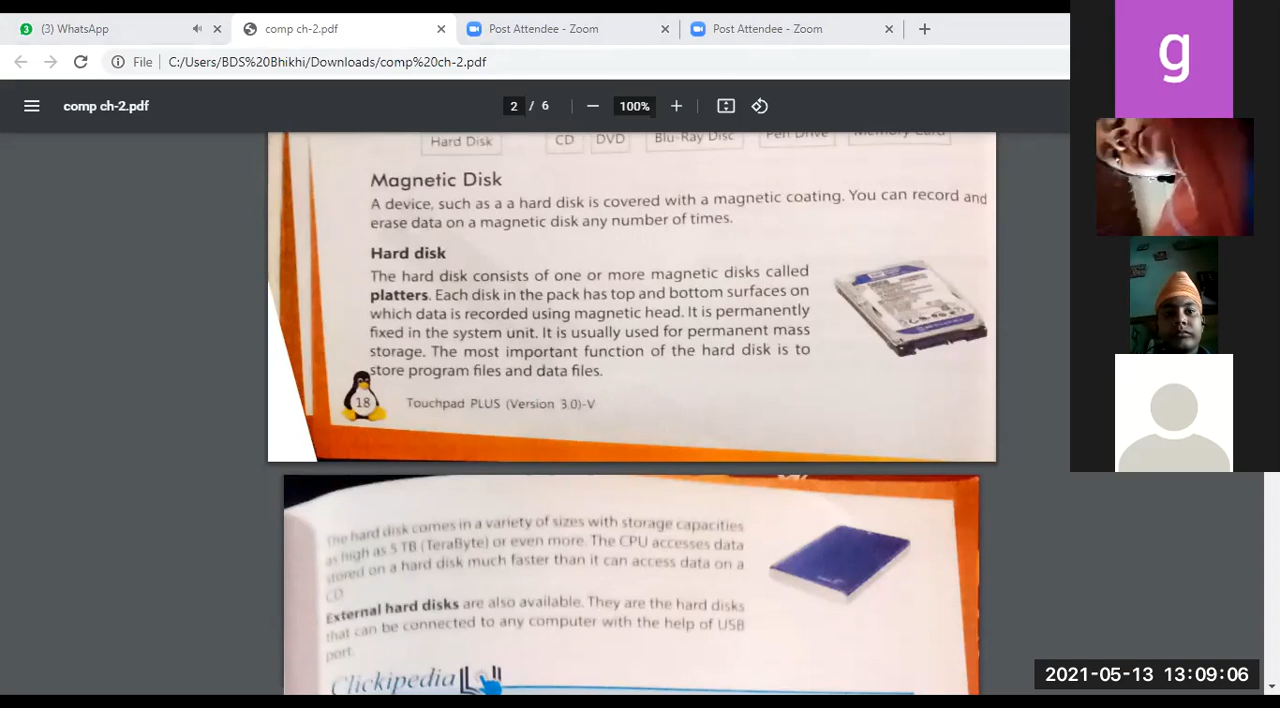 (3) WhatsApp
comp ch-2.pdf
Post Attendee - Zoom
Post Attendee - Zoom
File
C:/Users/BDS%20Bhikhi/Downloads/comp%20ch-2.pdf
comp ch-2.pdf
2 / 6
100%
g
Hard Disk
CD
DVD
Blu-Ray Disc
Pen Drive
Memory Card
Magnetic Disk
A device, such as a a hard disk is covered with a magnetic coating. You can record and
erase data on a magnetic disk any number of times.
Hard disk
The hard disk consists of one or more magnetic disks called
platters. Each disk in the pack has top and bottom surfaces on
which data is recorded using magnetic head. It is permanently
fixed in the system unit. It is usually used for permanent mass
storage. The most important function of the hard disk is to
store program files and data files.
18
Touchpad PLUS (Version 3.0)-V
The hard disk comes in a variety of sizes with storage capacities
as high as 5 TB (TeraByte) or even more. The CPU accesses data
stored on a hard disk much faster than it can access data on a
CD.
External hard disks are also available. They are the hard disks
that can be connected to any computer with the help of USB
port.
Clickipedia
2021-05-13 13:09:06